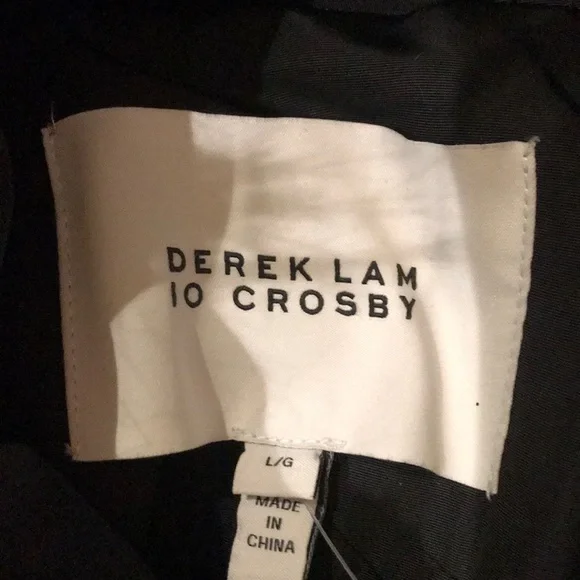 DEREK LAM
10 CROSBY
L/G
MADE
IN
CHINA